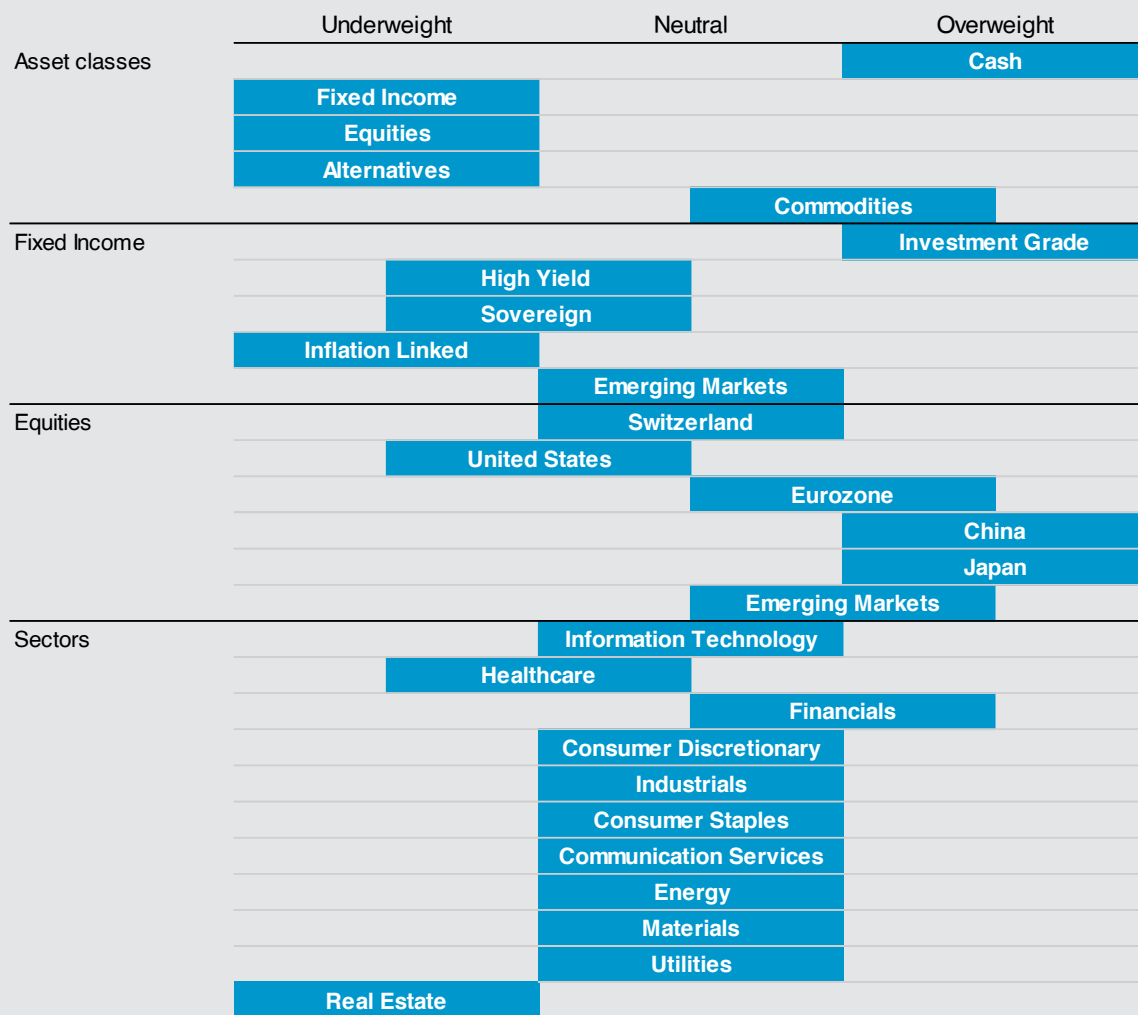 Underweight Neutral Overweight
Asset classes Cash
Fixed Income
Equities
Alternatives
Commodities
Fixed Income Investment Grade
High Yield
Sovereign
Inflation Linked
Emerging Markets
Equities Switzerland
United States
Eurozone
China
Japan
Emerging Markets
Sectors Information Technology
Healthcare
Financials
Consumer Discretionary
Industrials
Consumer Staples
Communication Services
Energy
Materials
Utilities
Real Estate